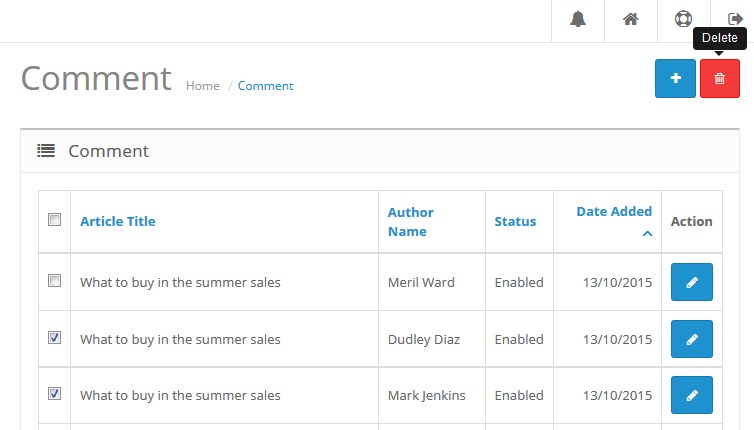 Delete
Comment Home / Comment
Comment
Article Title Author Name Status Date Added Action
What to buy in the summer sales Meril Ward Enabled 13/10/2015
What to buy in the summer sales Dudley Diaz Enabled 13/10/2015
What to buy in the summer sales Mark Jenkins Enabled 13/10/2015